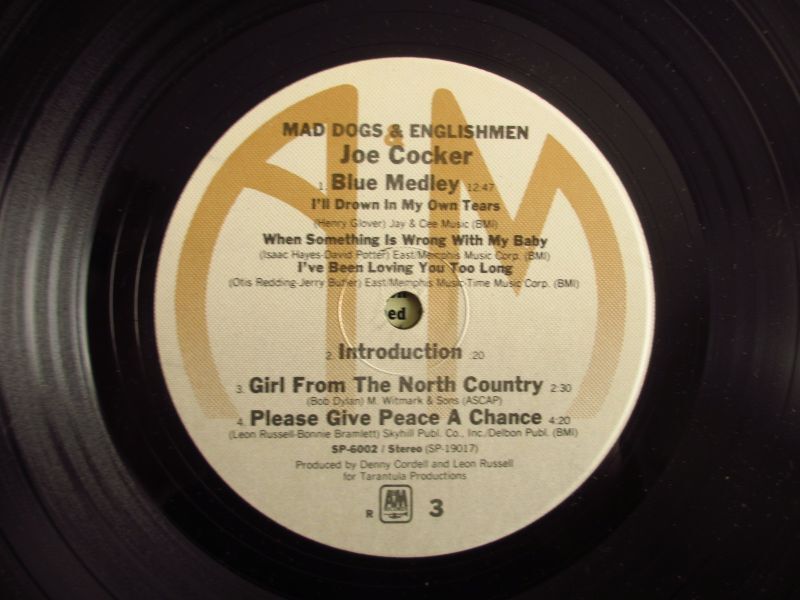 A&M
MAD DOGS & ENGLISHMEN
Joe Cocker
1. Blue Medley 12:47
I'll Drown In My Own Tears
(Henry Glover) Jay & Cee Music (BMI)
When Something Is Wrong With My Baby
(Isaac Hayes-David Potter) East/Memphis Music Corp. (BMI)
I've Been Loving You Too Long
(Otis Redding-Jerry Butler) East/Memphis Music-Time Music Corp. (BMI)
ed
2. Introduction :20
3. Girl From The North Country 2:30
(Bob Dylan) M. Witmark & Sons (ASCAP)
4. Please Give Peace A Chance 4:20
(Leon Russell-Bonnie Bramlett) Skyhill Publ. Co., Inc./Delbon Publ. (BMI)
SP-6002 / Stereo (SP-19017)
Produced by Denny Cordell and Leon Russell
for Tarantula Productions
R A&M 3